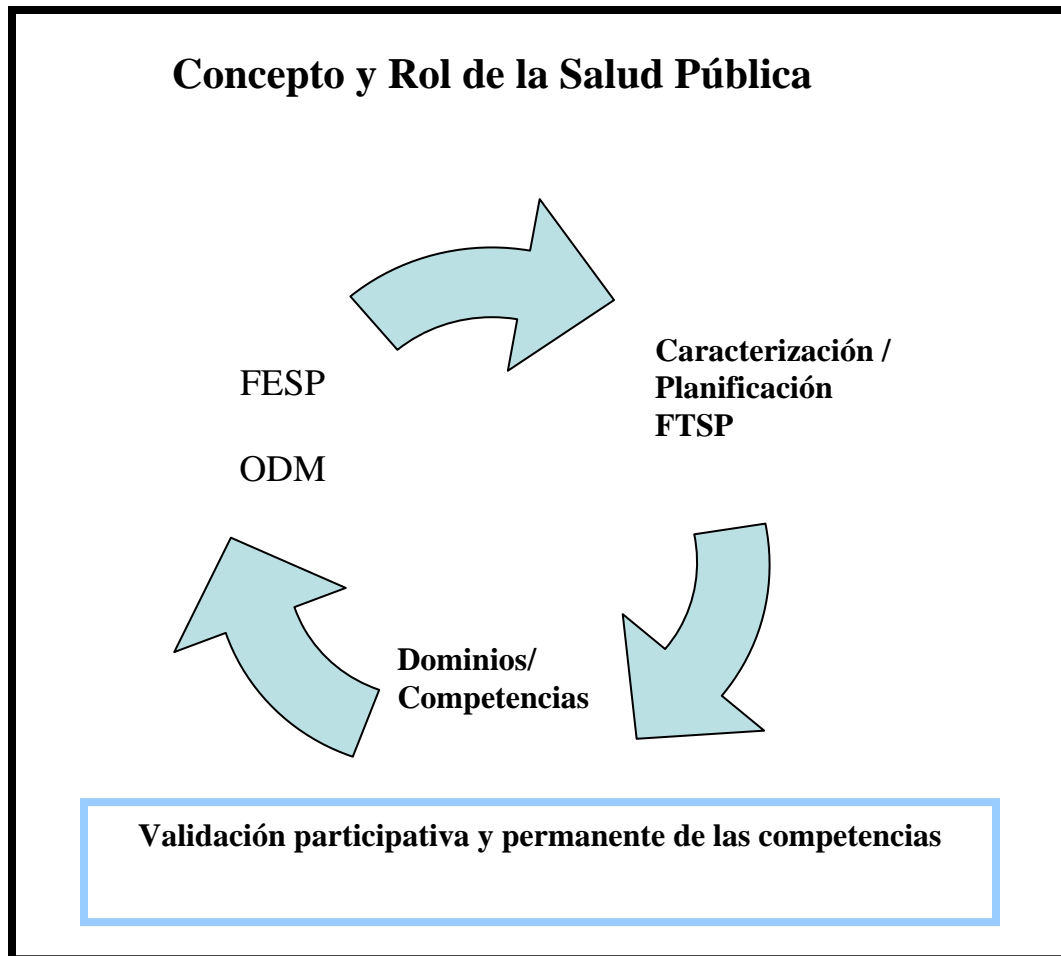 Concepto y Rol de la Salud Pública
FESP
ODM
Caracterización /
Planificación
FTSP
Dominios/
Competencias
Validación participativa y permanente de las competencias